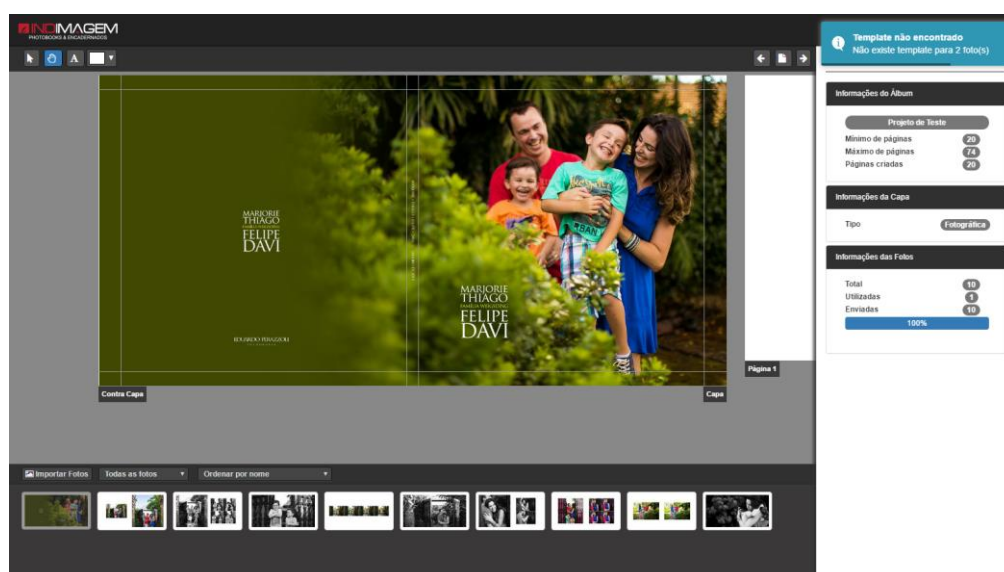 INDIMAGEM
PHOTOBOOKS & ENCADERNADOS
Template não encontrado
Não existe template para 2 foto(s)
A
Informações do Álbum
Projeto de Teste
Mínimo de páginas 20
Máximo de páginas 74
Páginas criadas 20
Informações da Capa
Tipo Fotográfica
Informações das Fotos
Total 10
Utilizadas 1
Enviadas 10
100%
MARJORIE
THIAGO
FELIPE
DAVI
MARJORIE
THIAGO
FELIPE
DAVI
BAN
Contra Capa
Capa
Página 1
Importar Fotos
Todas as fotos
Ordenar por nome